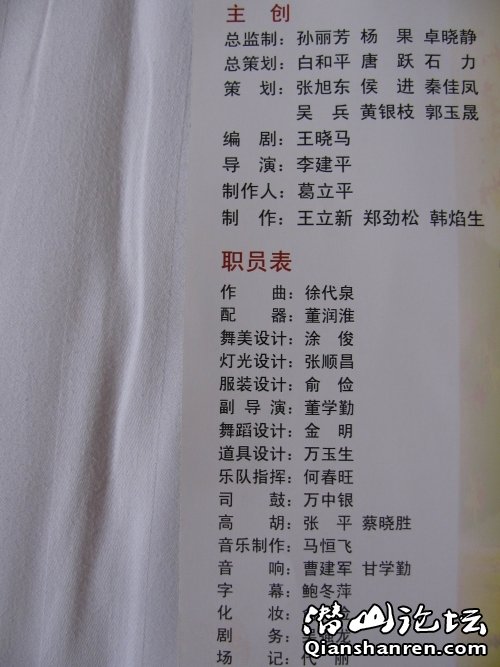 主 创
总监制：孙丽芳 杨 果 卓晓静
总策划：白和平 唐 跃 石 力
策 划：张旭东 侯 进 秦佳凤
吴 兵 黄银枝 郭玉晟
编 剧：王晓马
导 演：李建平
制作人：葛立平
制 作：王立新 郑劲松 韩焰生
职员表
作 曲：徐代泉
配 器：董润淮
舞美设计：涂 俊
灯光设计：张顺昌
服装设计：俞 俭
副 导 演：董学勤
舞蹈设计：金 明
道具设计：万玉生
乐队指挥：何春旺
司 鼓：万中银
高 胡：张 平 蔡晓胜
音乐制作：马恒飞
音 响：曹建军 甘学勤
字 幕：鲍冬萍
化 妆：
剧 务：
场 记：
潜山论坛
Qianshanren.com